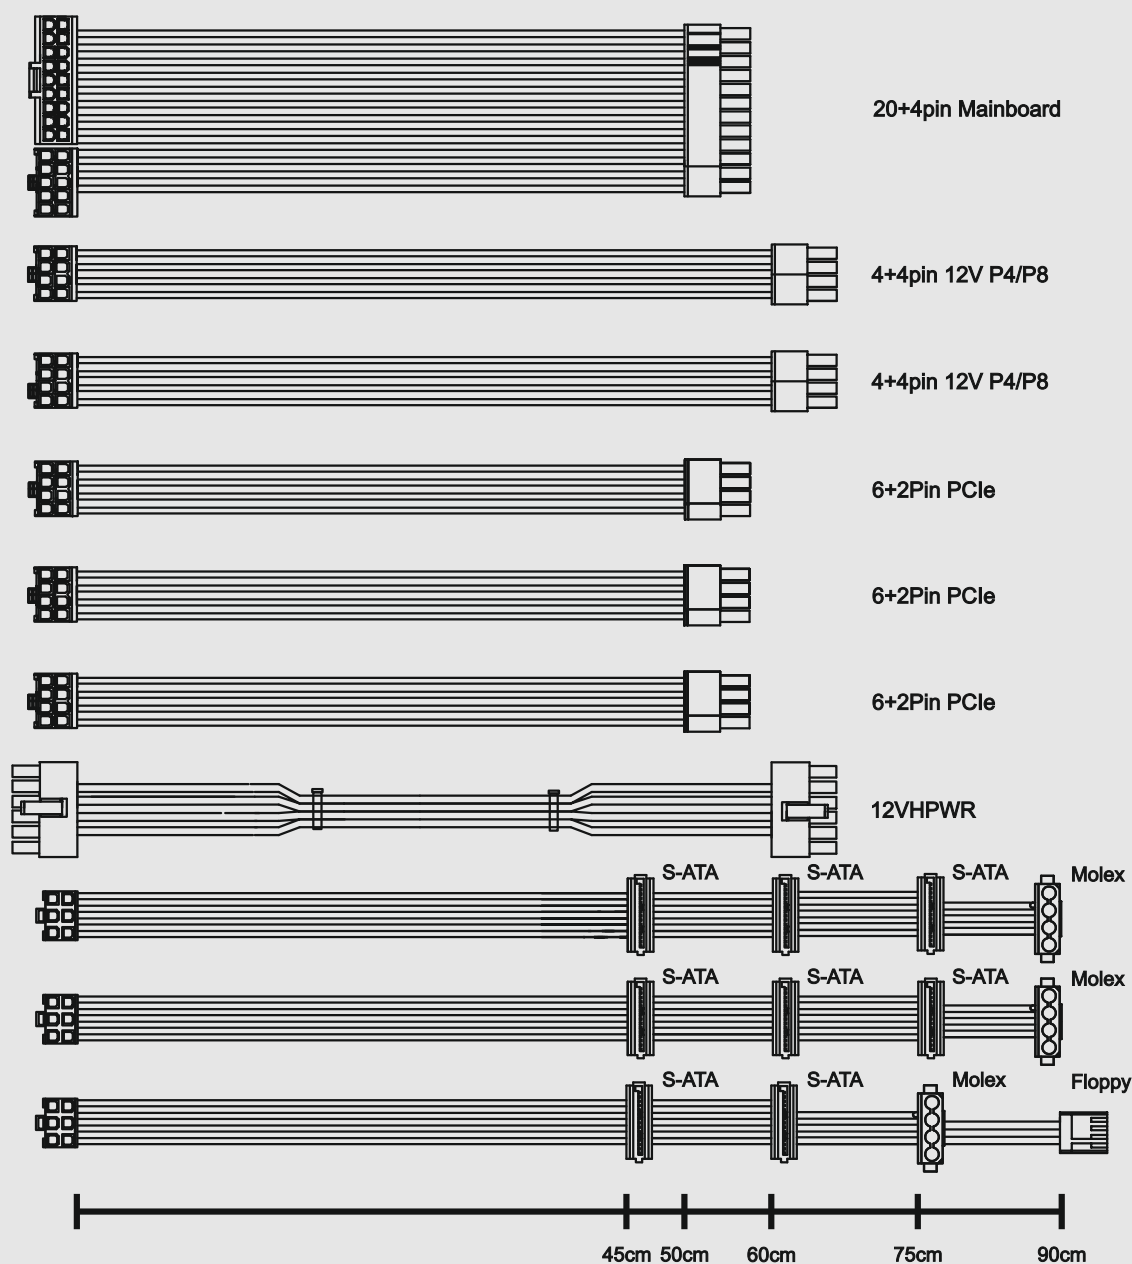 20+4pin Mainboard
4+4pin 12V P4/P8
4+4pin 12V P4/P8
6+2Pin PCIe
6+2Pin PCIe
6+2Pin PCIe
12VHPWR
S-ATA S-ATA S-ATA Molex
S-ATA S-ATA S-ATA Molex
S-ATA S-ATA Molex Floppy
45cm 50cm 60cm 75cm 90cm